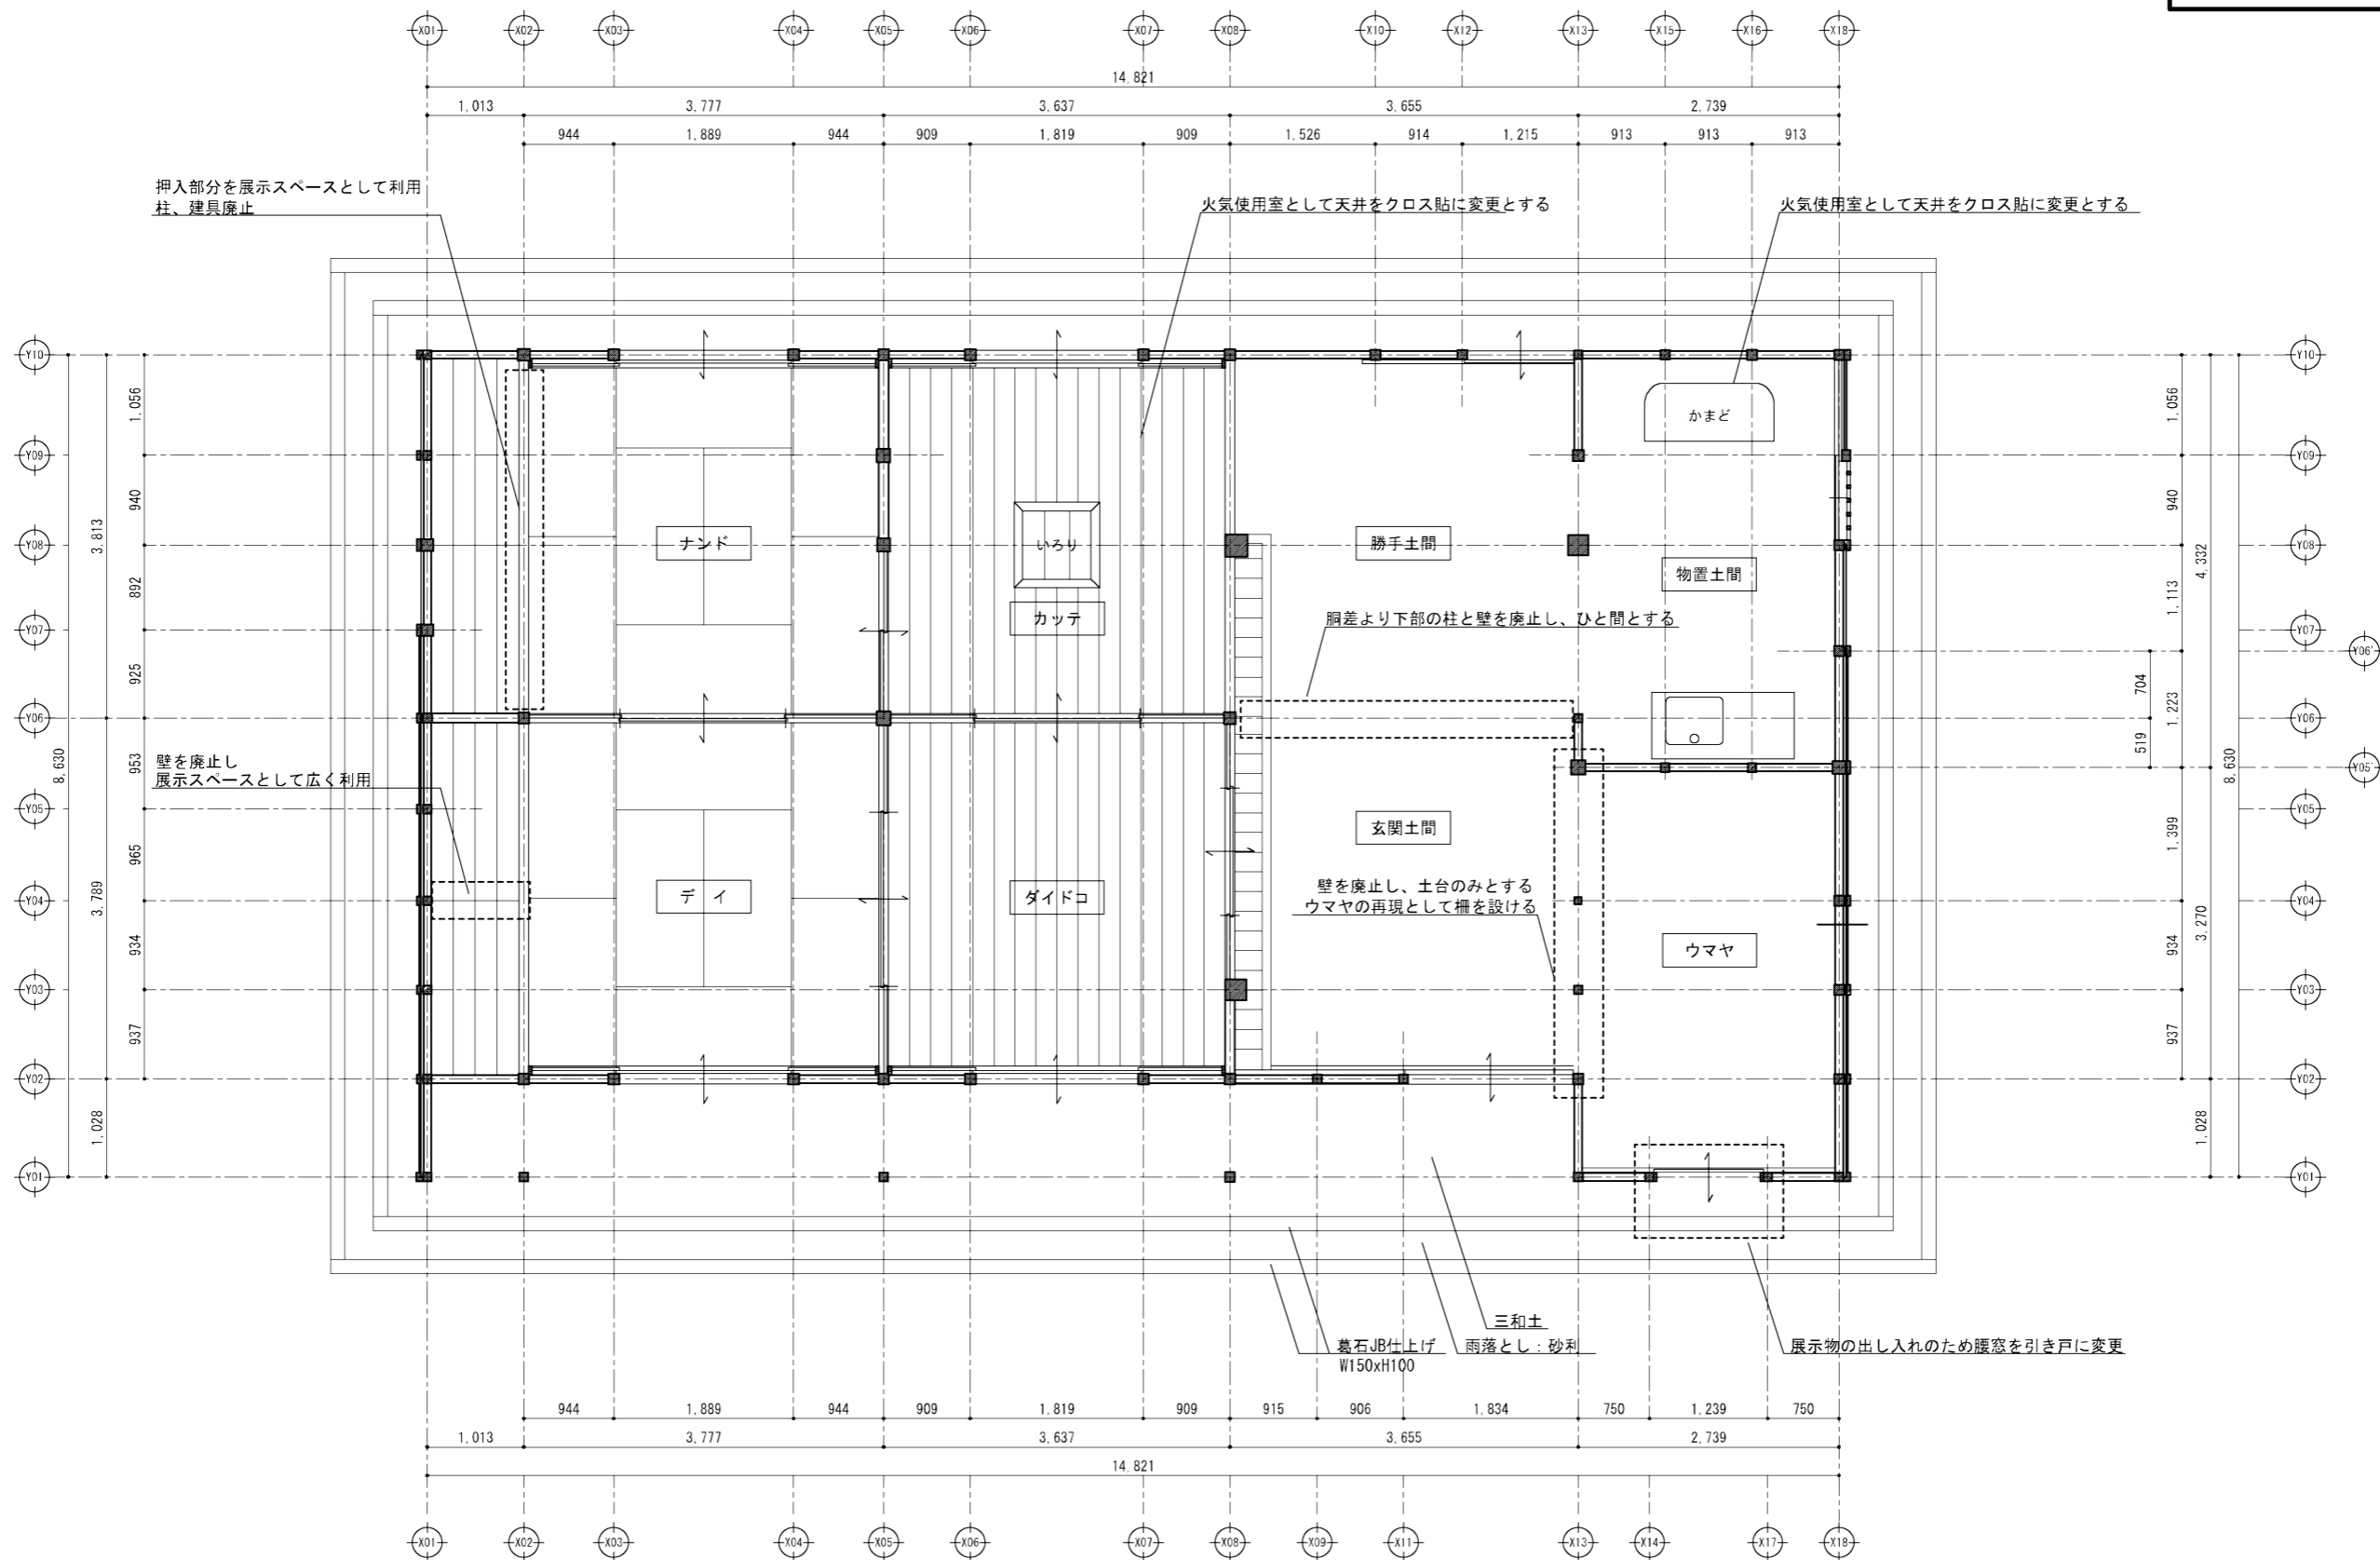 X01 X02 X03 X04 X05 X06 X07 X08 X10 X12 X13 X15 X16 X18
14,821
1,013 3,777 3,637 3,655 2,739
944 1,889 944 909 1,819 909 1,526 914 1,215 913 913 913
押入部分を展示スペースとして利用
柱、建具廃止
火気使用室として天井をクロス貼に変更とする
火気使用室として天井をクロス貼に変更とする
Y10
Y09
Y08
Y07
Y06
Y05
Y04
Y03
Y02
Y01
8,630
3,813
3,789
1,028
1,056
940
892
925
953
965
934
937
かまど
ナンド
いろり
カッテ
勝手土間
物置土間
胴差より下部の柱と壁を廃止し、ひと間とする
壁を廃止し
展示スペースとして広く利用
玄関土間
デ イ
ダイドコ
壁を廃止し、土台のみとする
ウマヤの再現として柵を設ける
ウマヤ
704
519
1,056
940
1,113
1,223
1,399
934
937
4,332
3,270
1,028
8,630
Y10
Y09
Y08
Y07
Y06'
Y06
Y05'
Y05
Y04
Y03
Y02
Y01
三和土
葛石JB仕上げ
W150xH100
雨落とし：砂利
展示物の出し入れのため腰窓を引き戸に変更
944 1,889 944 909 1,819 909 915 906 1,834 750 1,239 750
1,013 3,777 3,637 3,655 2,739
14,821
X01 X02 X03 X04 X05 X06 X07 X08 X09 X11 X13 X14 X17 X18